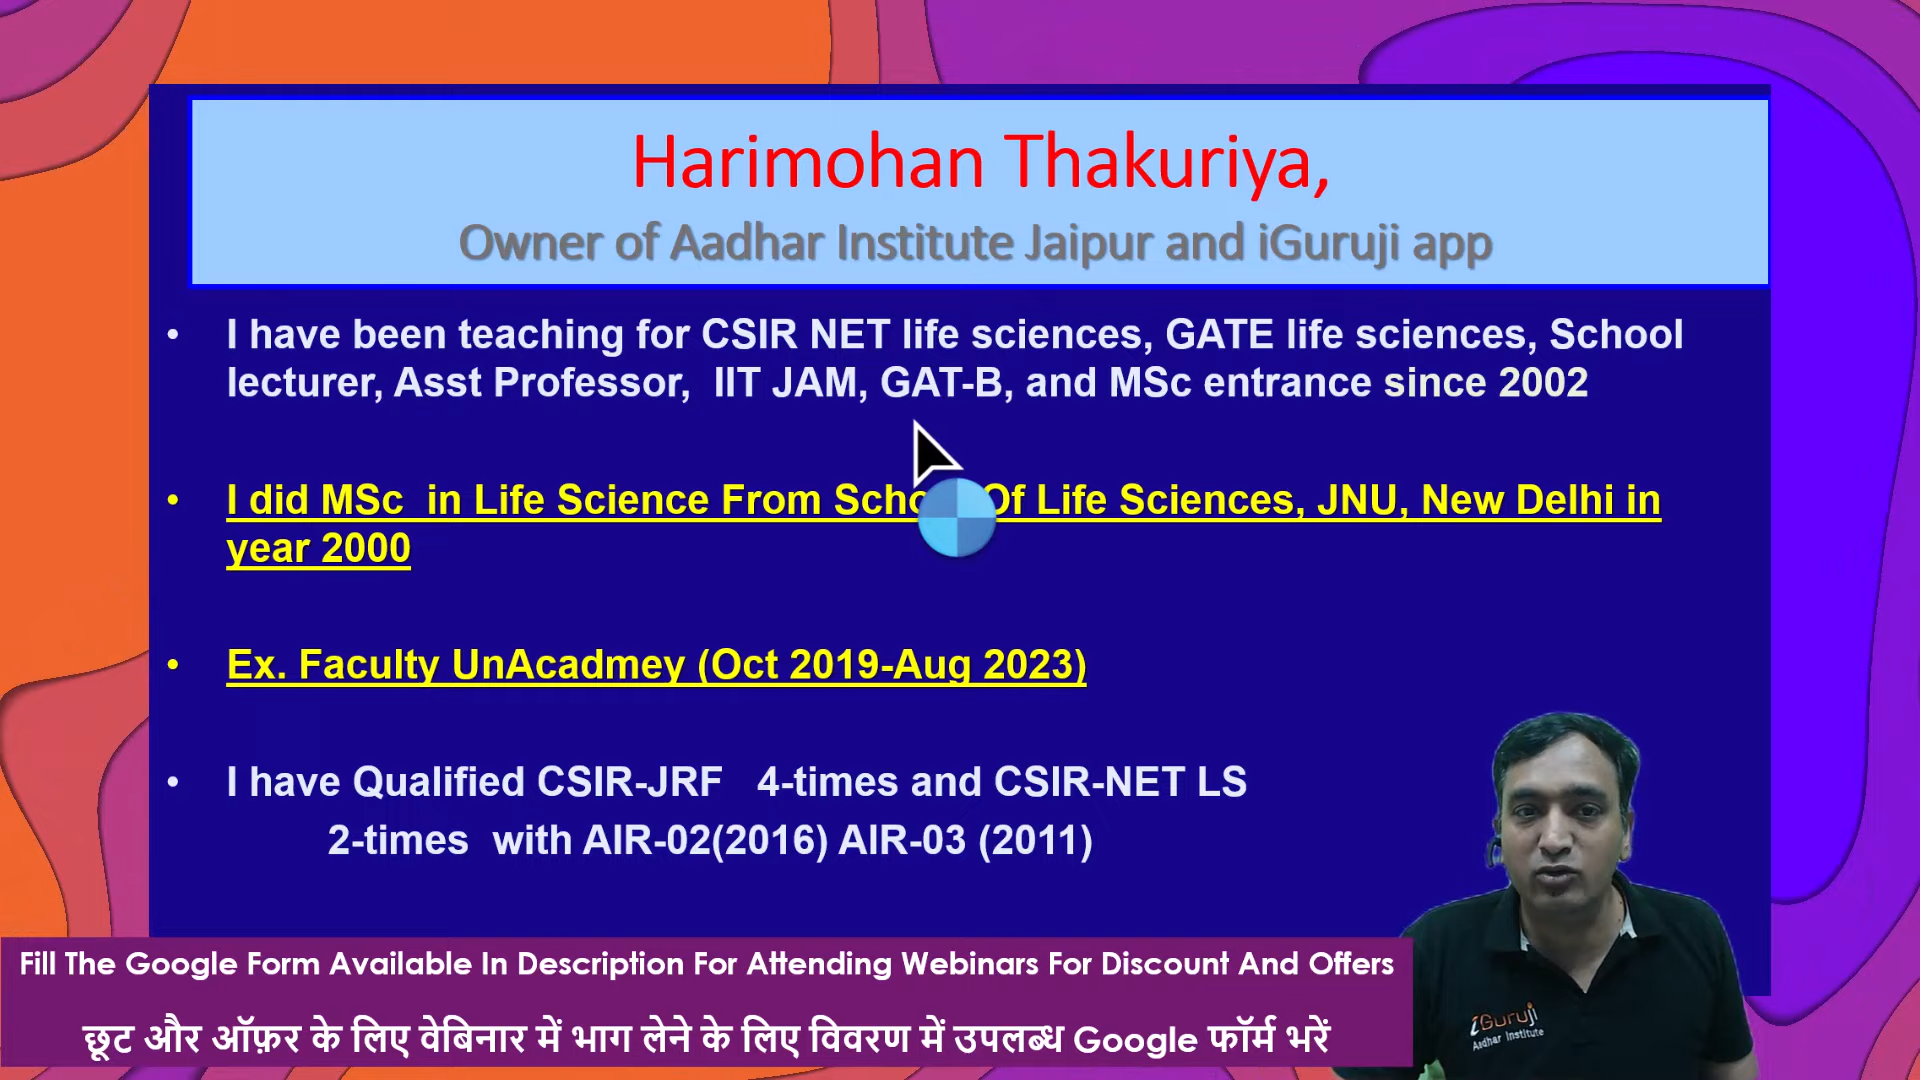 Harimohan Thakuriya,
Owner of Aadhar Institute Jaipur and iGuruji app
• I have been teaching for CSIR NET life sciences, GATE life sciences, School
lecturer, Asst Professor, IIT JAM, GAT-B, and MSc entrance since 2002
• I did MSc in Life Science From Of Life Sciences, JNU, New Delhi in
year 2000
• Ex. Faculty UnAcadmey (Oct 2019-Aug 2023)
• I have Qualified CSIR-JRF 4-times and CSIR-NET LS
2-times with AIR-02(2016) AIR-03 (2011)
Fill The Google Form Available In Description For Attending Webinars For Discount And Offers
छूट और ऑफ़र के लिए वेबिनार में भाग लेने के लिए विवरण में उपलब्ध Google फॉर्म भरें
iGuruji
Aadhar Institute